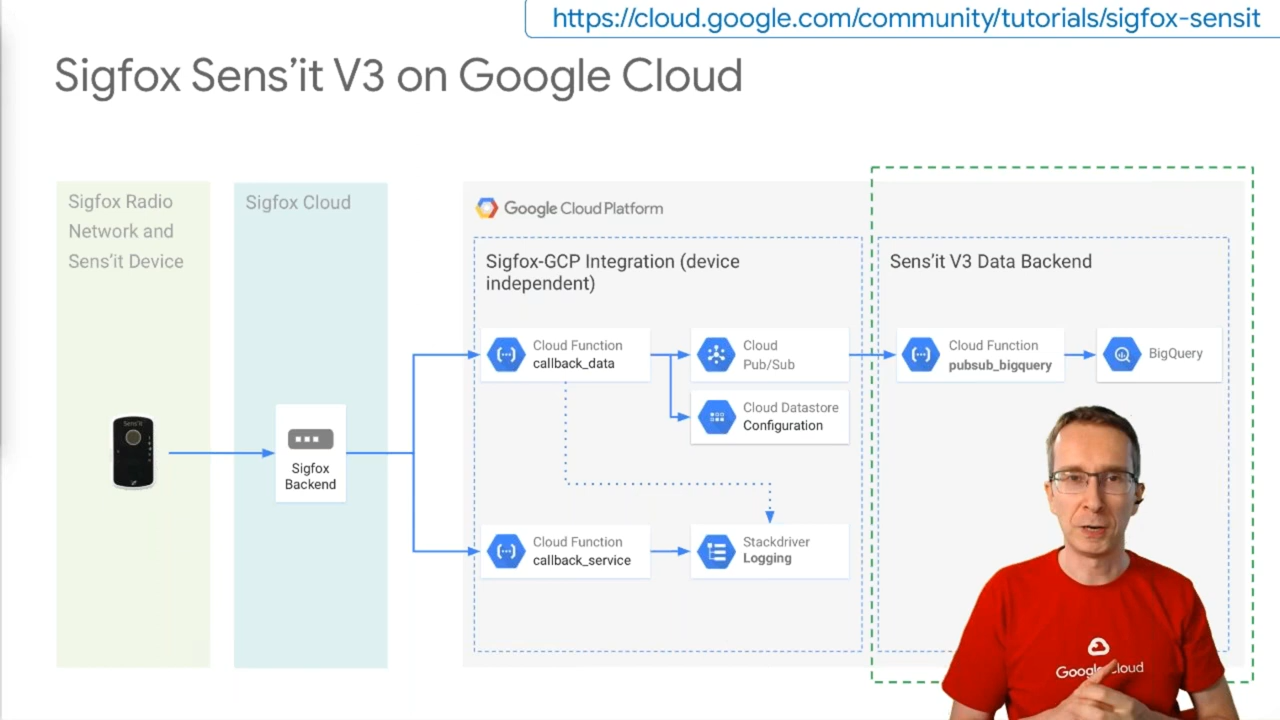 https://cloud.google.com/community/tutorials/sigfox-sensit
Sigfox Sens’it V3 on Google Cloud
Sigfox Radio
Network and
Sens’it Device
Sigfox Cloud
Google Cloud Platform
Sigfox-GCP Integration (device
independent)
Sens’it V3 Data Backend
Cloud Function
callback_data
Cloud
Pub/Sub
Cloud Function
pubsub_bigquery
BigQuery
Cloud Datastore
Configuration
Sens'it
Sigfox
Backend
Cloud Function
callback_service
Stackdriver
Logging
Google Cloud